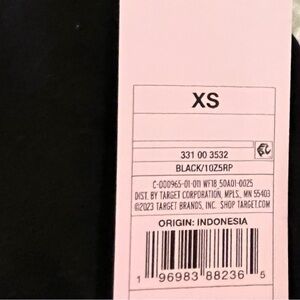 XS
331 00 3532
BLACK/10Z5RP
C-000965-01-011 WF18 50A01-0025
DIST. BY TARGET CORPORATION, MPLS., MN 55403
©2023 TARGET BRANDS, INC. SHOP TARGET.COM
ORIGIN: INDONESIA
1 96983 88236 5